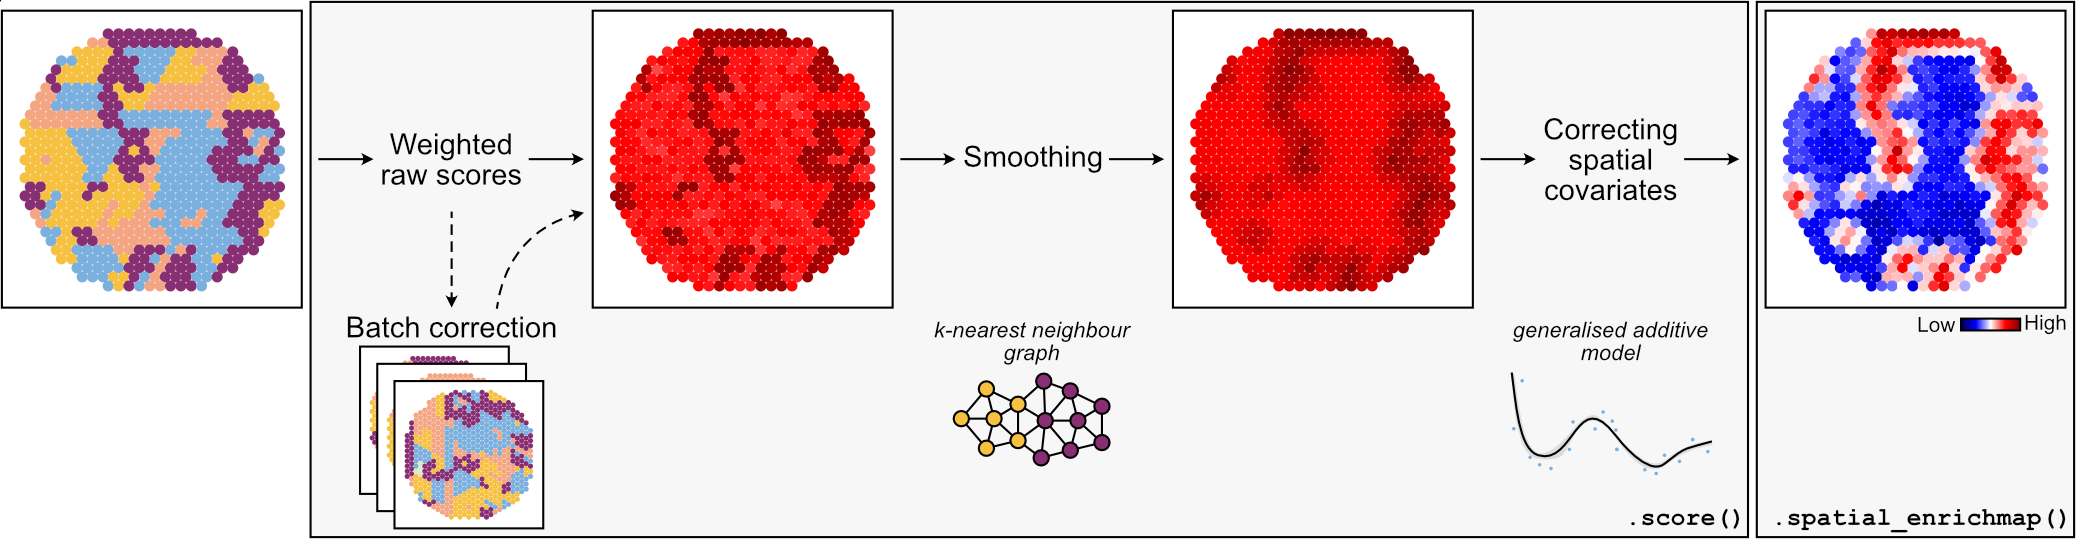 Weighted
raw scores
Batch correction
Smoothing
k-nearest neighbour
graph
Correcting
spatial
covariates
generalised additive
model
.score()
Low
High
.spatial_enrichmap()